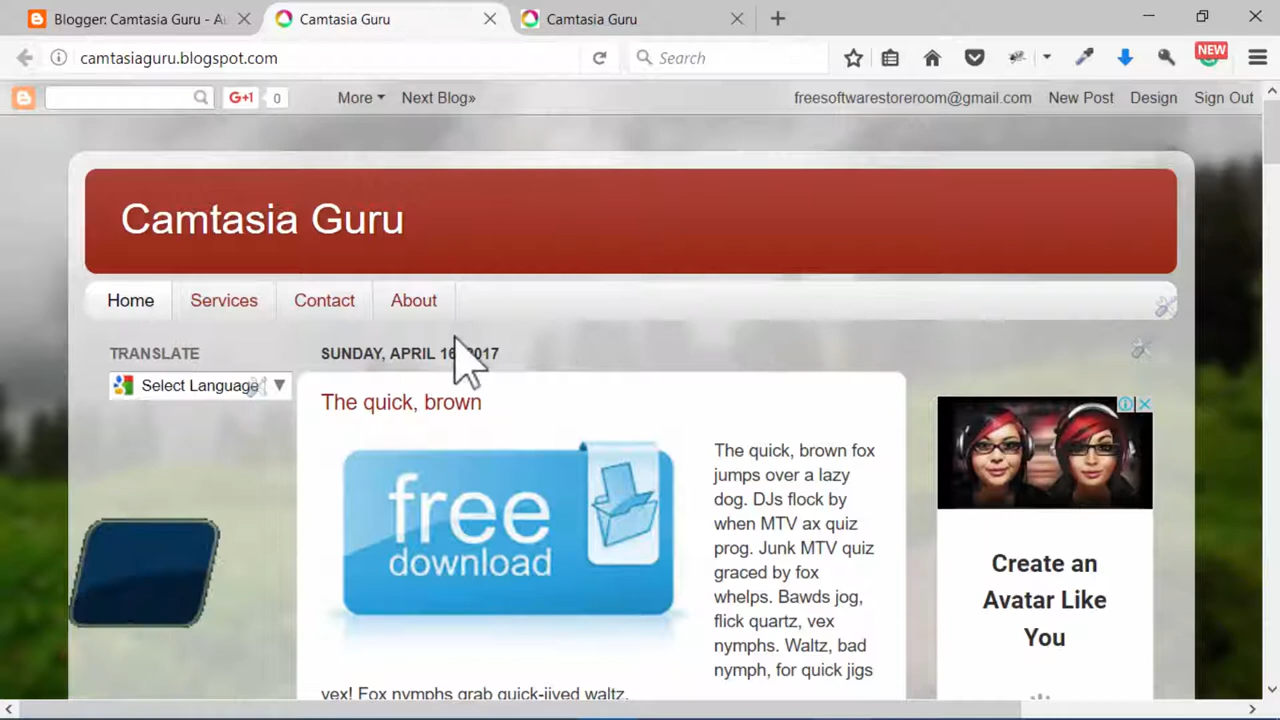 Blogger: Camtasia Guru - Au
Camtasia Guru
Camtasia Guru
camtasiaguru.blogspot.com
Search
NEW
G+1
0
More
Next Blog»
freesoftwarestoreroom@gmail.com
New Post
Design
Sign Out
Camtasia Guru
Home
Services
Contact
About
TRANSLATE
Select Language
SUNDAY, APRIL 16, 2017
The quick, brown
free
download
The quick, brown fox
jumps over a lazy
dog. DJs flock by
when MTV ax quiz
prog. Junk MTV quiz
graced by fox
whelps. Bawds jog,
flick quartz, vex
nymphs. Waltz, bad
nymph, for quick jigs
vex! Fox nymphs grab quick-jived waltz.
Create an
Avatar Like
You